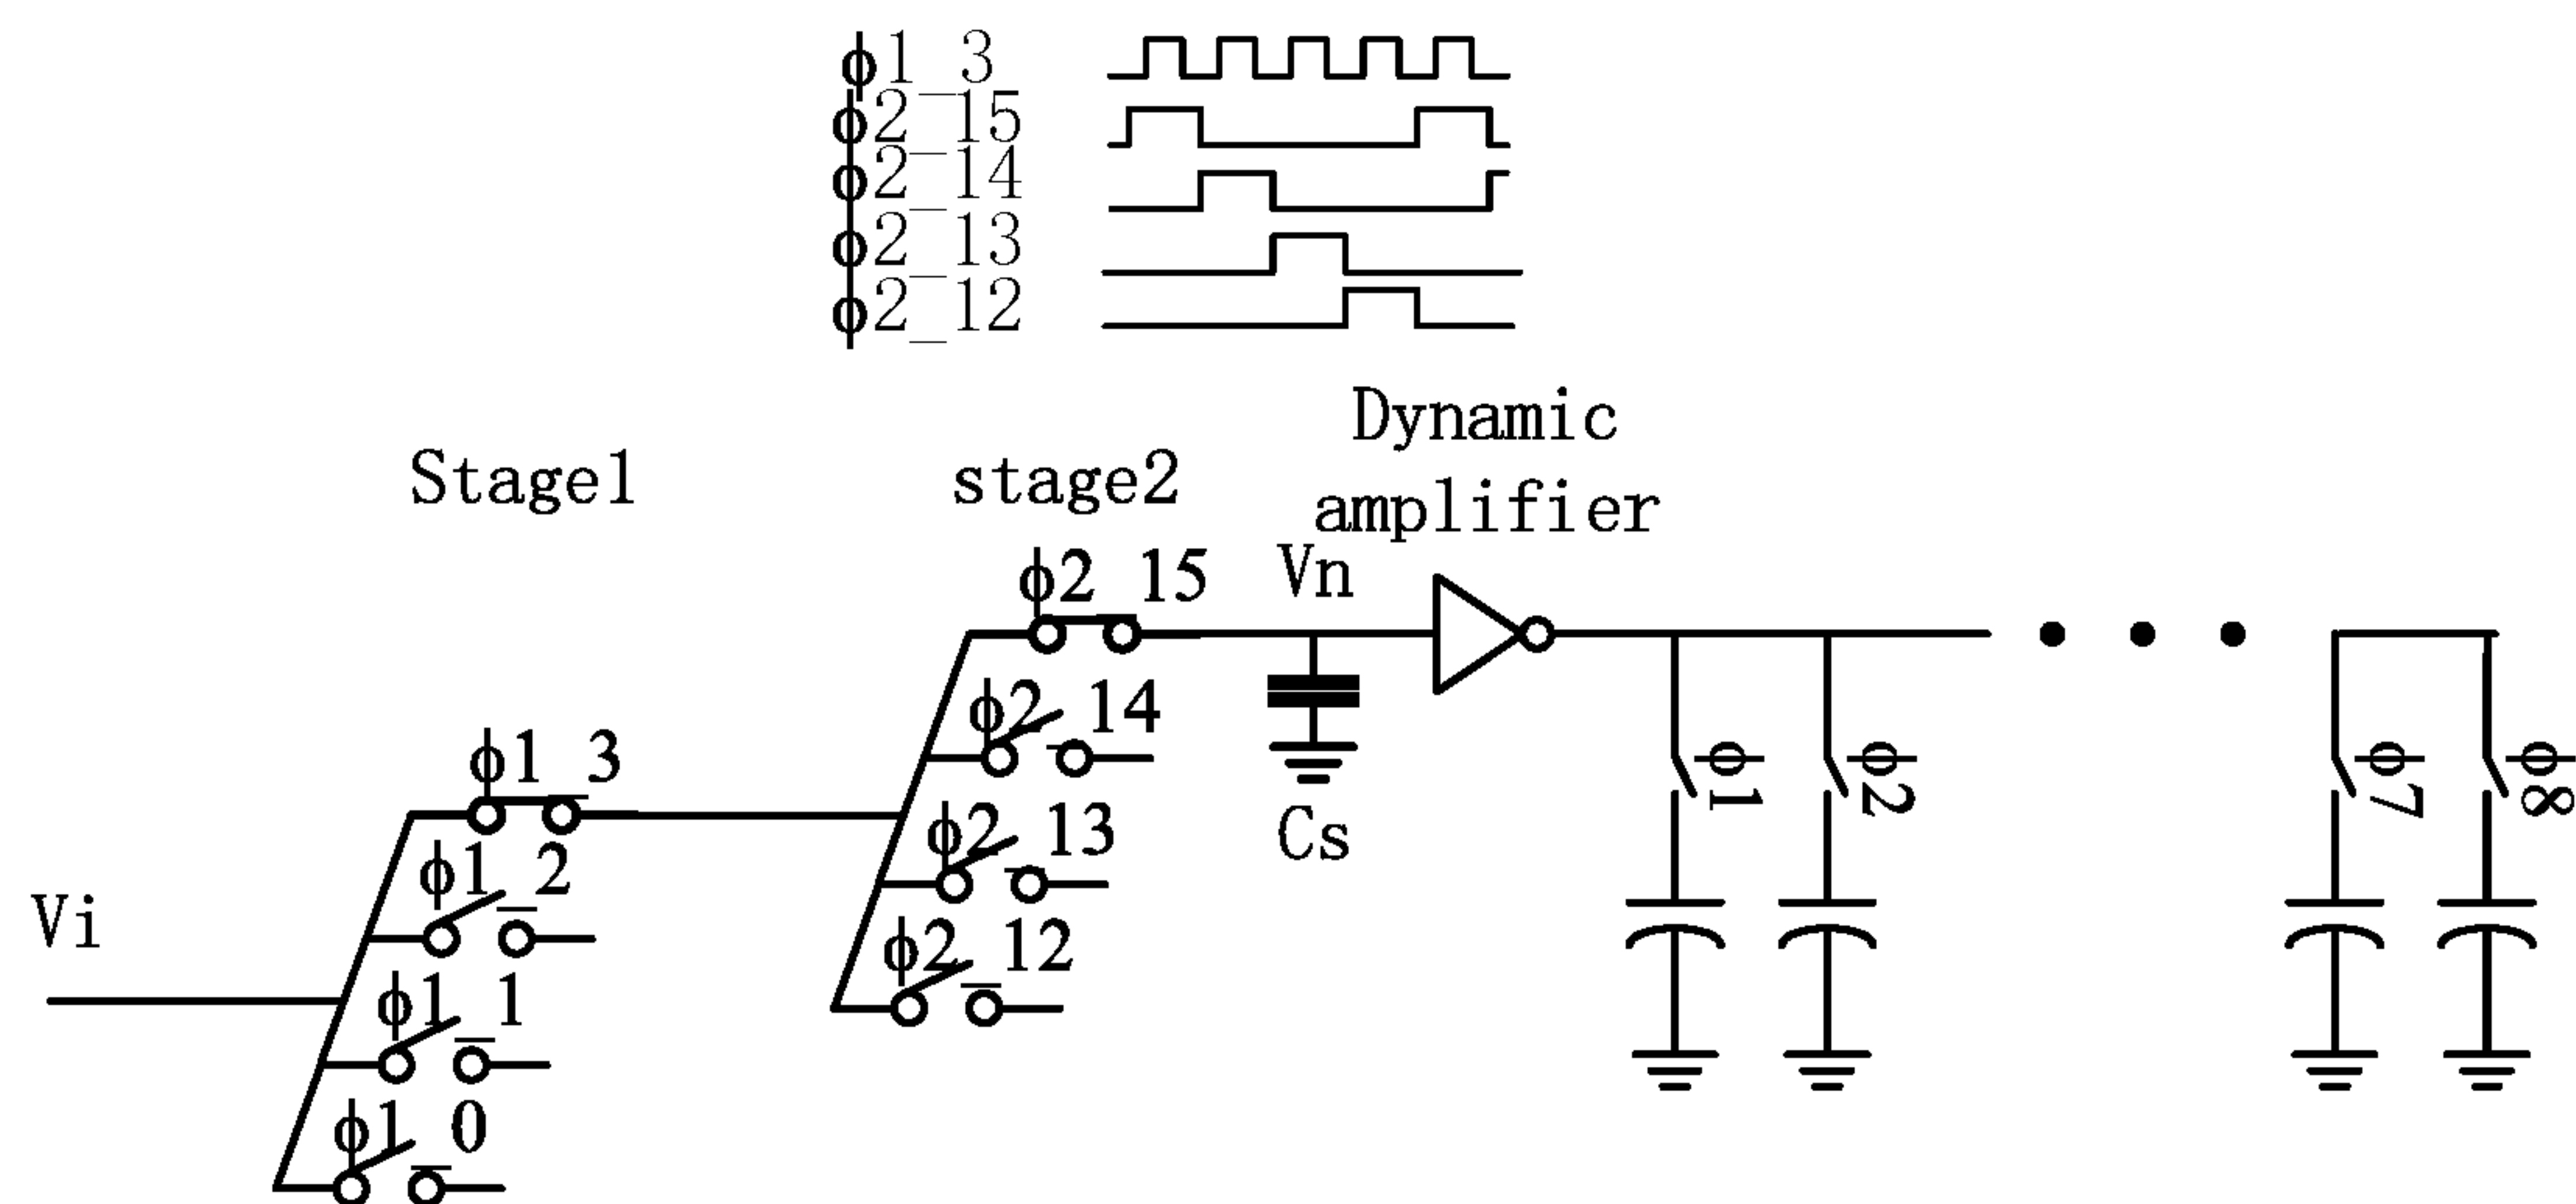 ϕ1_3
ϕ2_15
ϕ2_14
ϕ2_13
ϕ2_12
Dynamic
amplifier
Stage1
stage2
ϕ2_15
Vn
ϕ2_14
ϕ2_13
ϕ2_12
Cs
ϕ1_3
ϕ1_2
ϕ1_1
ϕ1_0
Vi
ϕ1
ϕ2
ϕ7
ϕ8